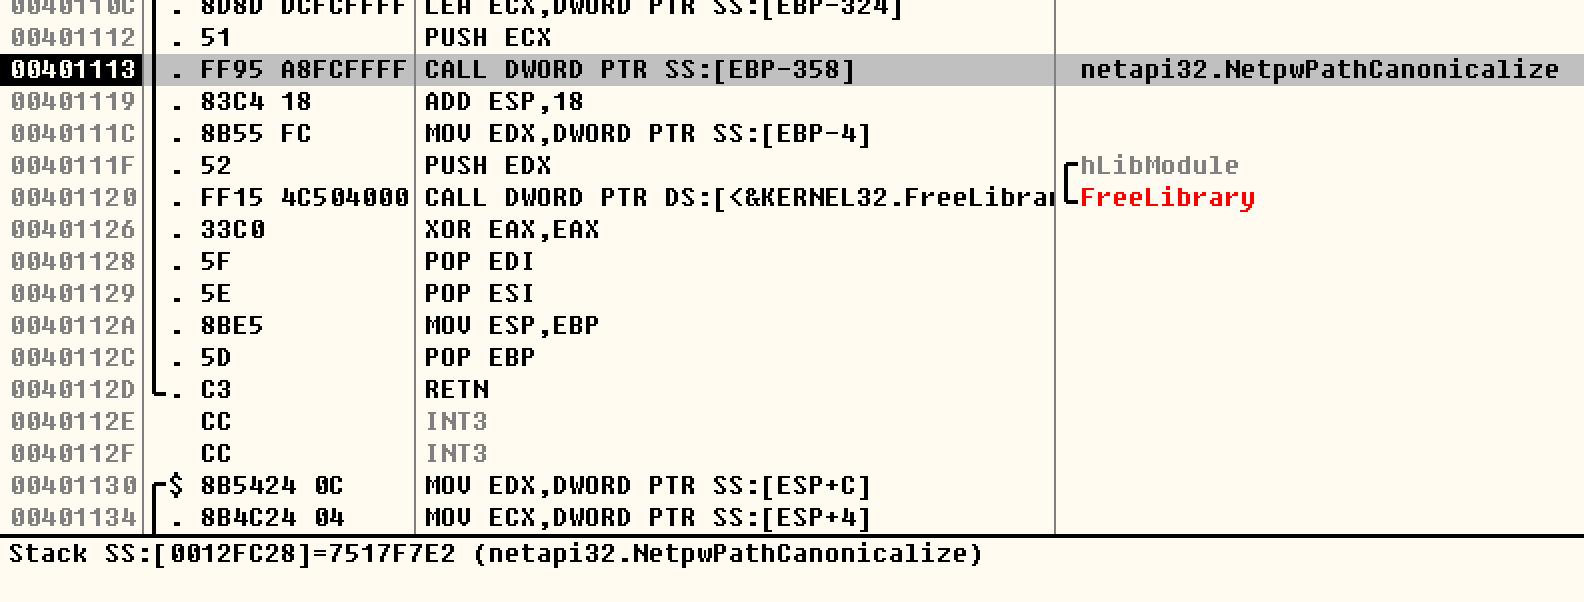 0040110C . 8D8D DCFCFFFF LEA ECX,DWORD PTR SS:[EBP-324]
00401112 . 51 PUSH ECX
00401113 . FF95 A8FCFFFF CALL DWORD PTR SS:[EBP-358] netapi32.NetpwPathCanonicalize
00401119 . 83C4 18 ADD ESP,18
0040111C . 8B55 FC MOV EDX,DWORD PTR SS:[EBP-4]
0040111F . 52 PUSH EDX hLibModule
00401120 . FF15 4C504000 CALL DWORD PTR DS:[<&KERNEL32.FreeLibrar FreeLibrary
00401126 . 33C0 XOR EAX,EAX
00401128 . 5F POP EDI
00401129 . 5E POP ESI
0040112A . 8BE5 MOV ESP,EBP
0040112C . 5D POP EBP
0040112D . C3 RETN
0040112E CC INT3
0040112F CC INT3
00401130 $ 8B5424 0C MOV EDX,DWORD PTR SS:[ESP+C]
00401134 . 8B4C24 04 MOV ECX,DWORD PTR SS:[ESP+4]
Stack SS:[0012FC28]=7517F7E2 (netapi32.NetpwPathCanonicalize)